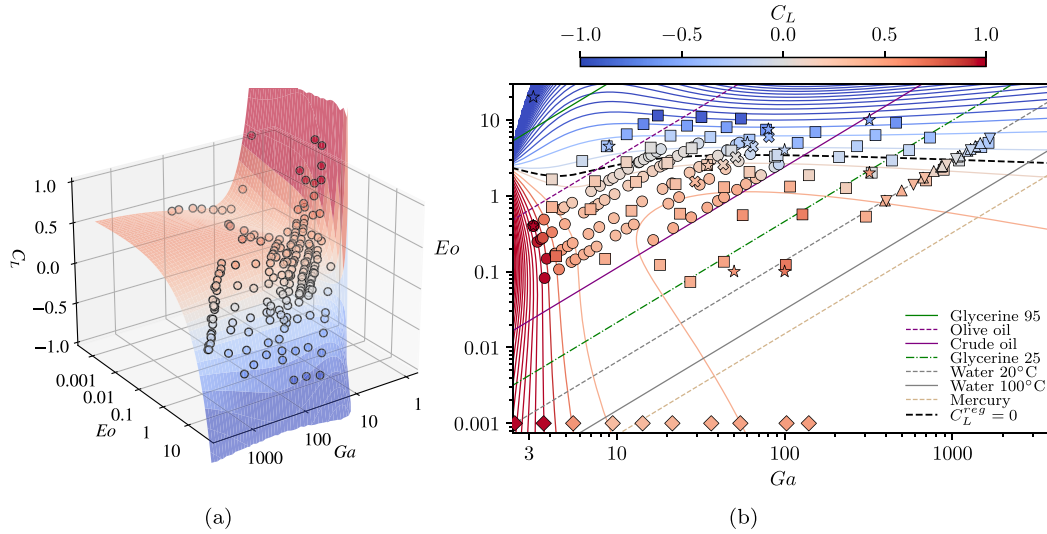 1.0
0.5
0.0
−0.5
−1.0
C_L
0.001
0.01
0.1
1
10
Eo
1000
100
10
1
Ga
(a)
C_L
−1.0
−0.5
0.0
0.5
1.0
10
1
Eo
0.1
0.01
0.001
3
10
100
1000
Ga
Glycerine 95
Olive oil
Crude oil
Glycerine 25
Water 20°C
Water 100°C
Mercury
C_L^{reg} = 0
(b)